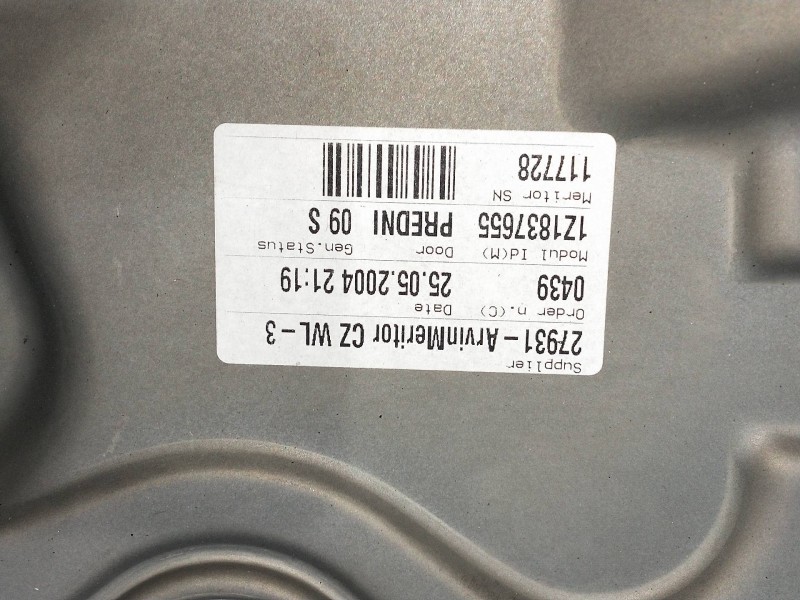 Supplier
27931-ArvinMeritor CZ WL-3
Order n.(C) Date
0439 25.05.2004 21:19
Modul Id(M) Door Gen.Status
1Z1837655 PREDNI 09 S
Meritor SN
117728